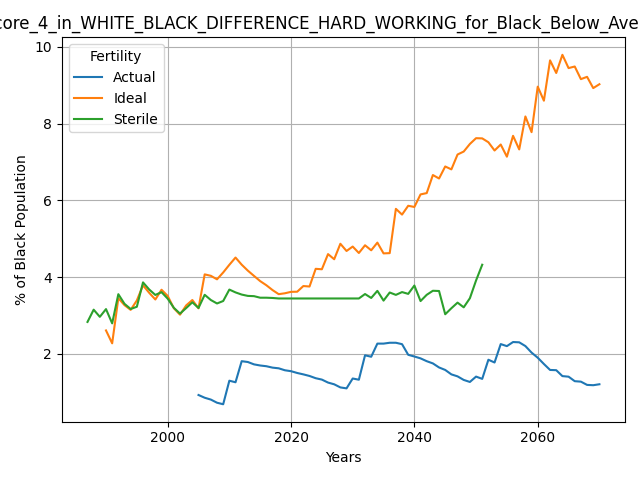 core_4_in_WHITE_BLACK_DIFFERENCE_HARD_WORKING_for_Black_Below_Ave
Fertility
Actual
Ideal
Sterile
10
8
6
4
2
% of Black Population
2000 2020 2040 2060
Years